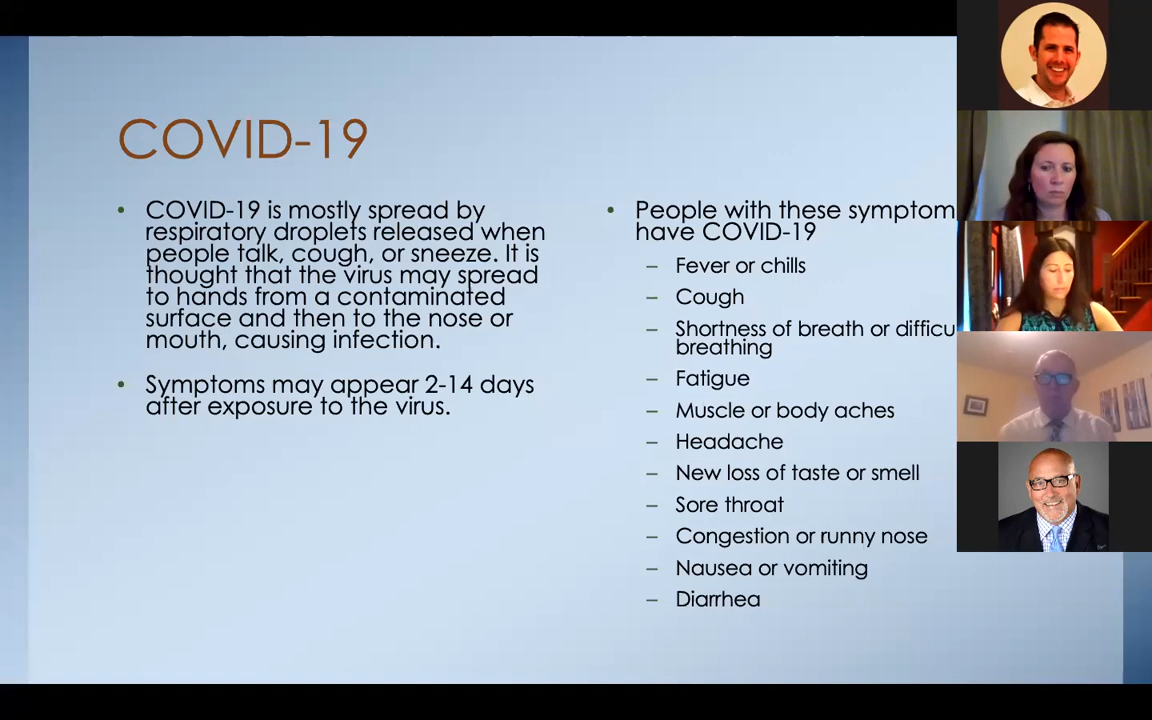 COVID-19
• COVID-19 is mostly spread by
respiratory droplets released when
people talk, cough, or sneeze. It is
thought that the virus may spread
to hands from a contaminated
surface and then to the nose or
mouth, causing infection.
• Symptoms may appear 2-14 days
after exposure to the virus.
• People with these symptom
have COVID-19
– Fever or chills
– Cough
– Shortness of breath or difficu
breathing
– Fatigue
– Muscle or body aches
– Headache
– New loss of taste or smell
– Sore throat
– Congestion or runny nose
– Nausea or vomiting
– Diarrhea